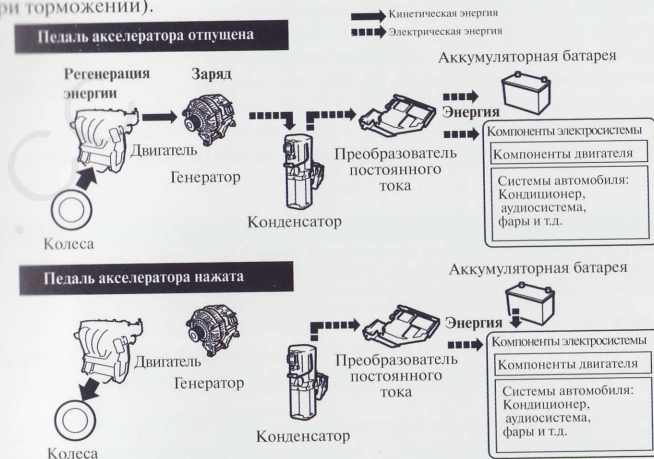 ри торможении).
Кинетическая энергия
Электрическая энергия
Педаль акселератора отпущена
Аккумуляторная батарея
Регенерация
энергии
Заряд
Энергия
Двигатель
Генератор
Колеса
Конденсатор
Преобразователь
постоянного
тока
Компоненты электросистемы
Компоненты двигателя
Системы автомобиля:
Кондиционер,
аудиосистема,
фары и т.д.
Педаль акселератора нажата
Аккумуляторная батарея
Энергия
Двигатель
Генератор
Колеса
Конденсатор
Преобразователь
постоянного
тока
Компоненты электросистемы
Компоненты двигателя
Системы автомобиля:
Кондиционер,
аудиосистема,
фары и т.д.